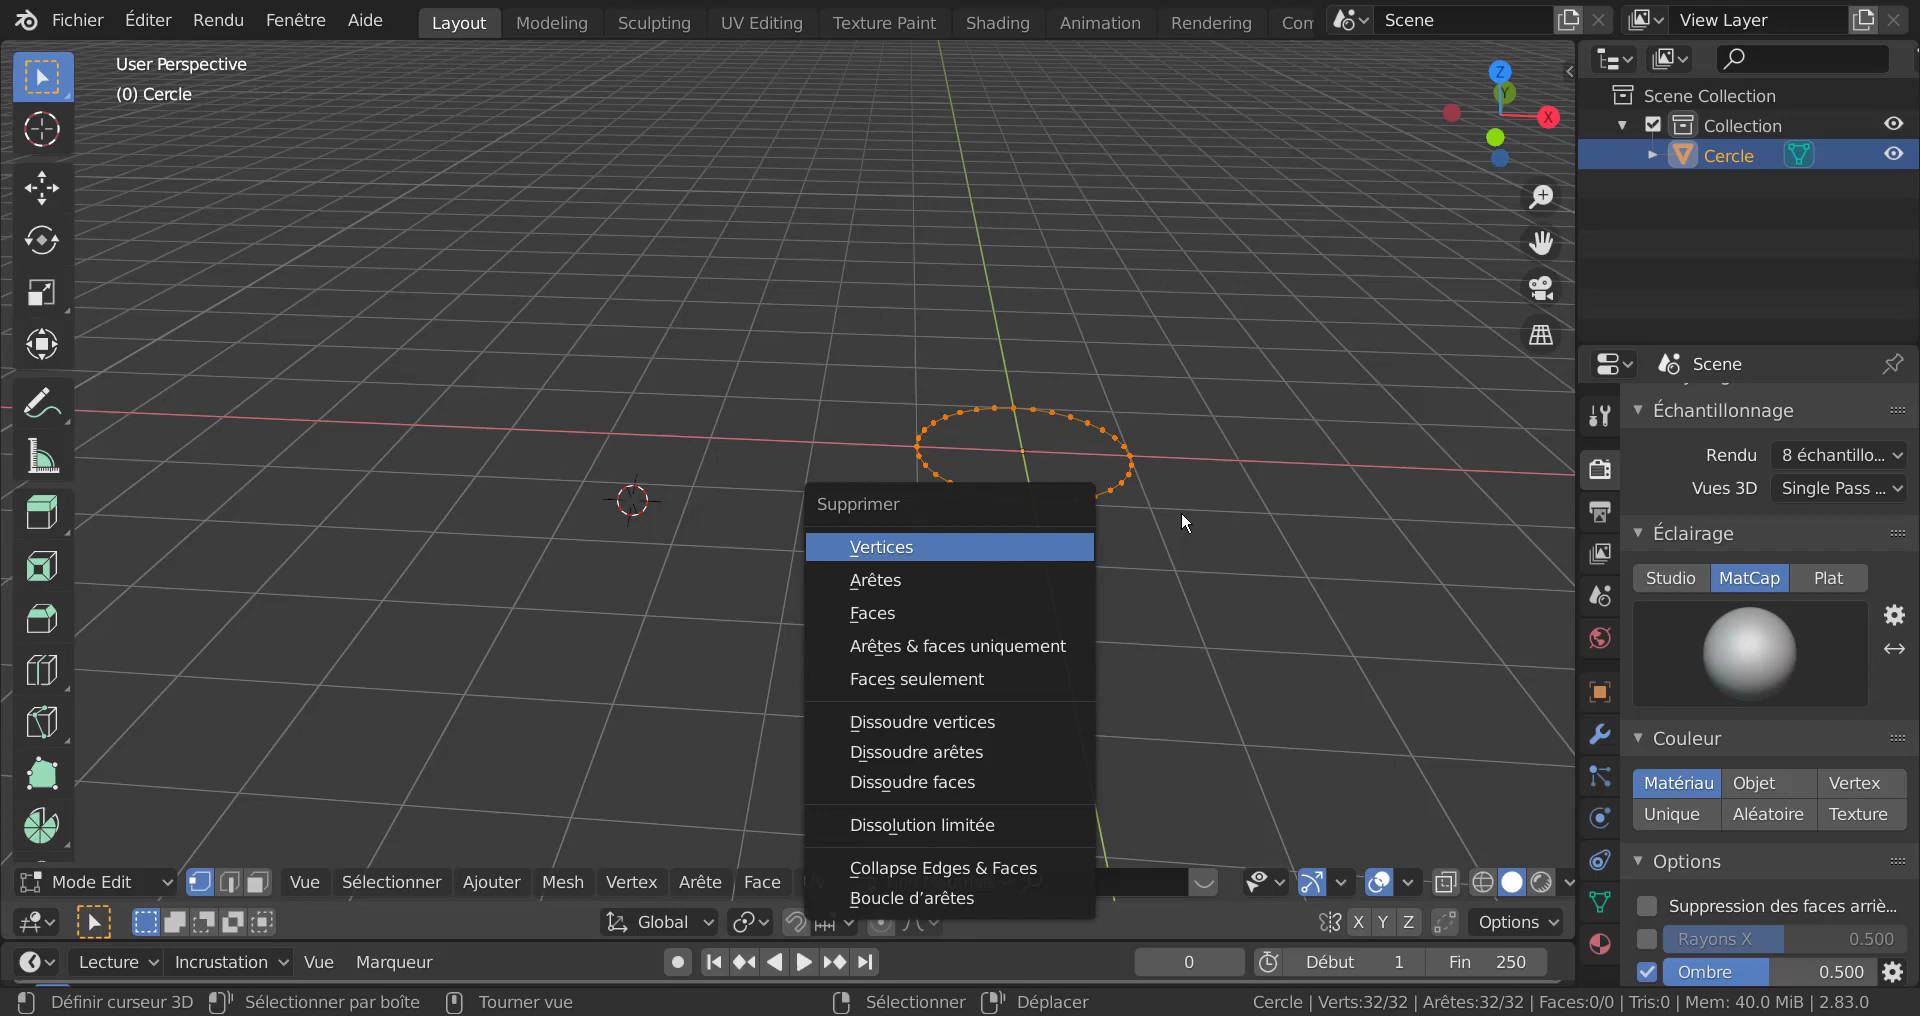 Fichier Éditer Rendu Fenêtre Aide Layout Modeling Sculpting UV Editing Texture Paint Shading Animation Rendering Scene View Layer
User Perspective
(0) Cercle
Z
Y
X
Scene Collection
Collection
Cercle
Scene
Échantillonnage
Rendu 8 échantillo...
Vues 3D Single Pass ...
Éclairage
Studio MatCap Plat
Couleur
Matériau Objet Vertex
Unique Aléatoire Texture
Options
Suppression des faces arriè...
Rayons X 0.500
Ombre 0.500
Supprimer
Vertices
Arêtes
Faces
Arêtes & faces uniquement
Faces seulement
Dissoudre vertices
Dissoudre arêtes
Dissoudre faces
Dissolution limitée
Collapse Edges & Faces
Boucle d’arêtes
Mode Edit Vue Sélectionner Ajouter Mesh Vertex Arête Face
Global X Y Z Options
Lecture Incrustation Vue Marqueur 0 Début 1 Fin 250
Définir curseur 3D Sélectionner par boîte Tourner vue Sélectionner Déplacer Cercle | Verts:32/32 | Arêtes:32/32 | Faces:0/0 | Tris:0 | Mem: 40.0 MiB | 2.83.0